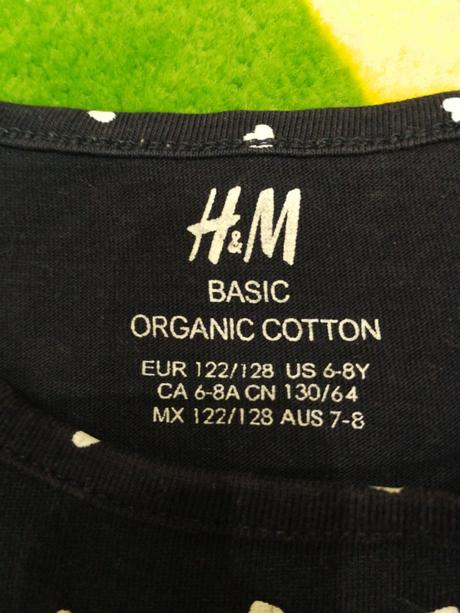 H&M
BASIC
ORGANIC COTTON
EUR 122/128 US 6-8Y
CA 6-8A CN 130/64
MX 122/128 AUS 7-8